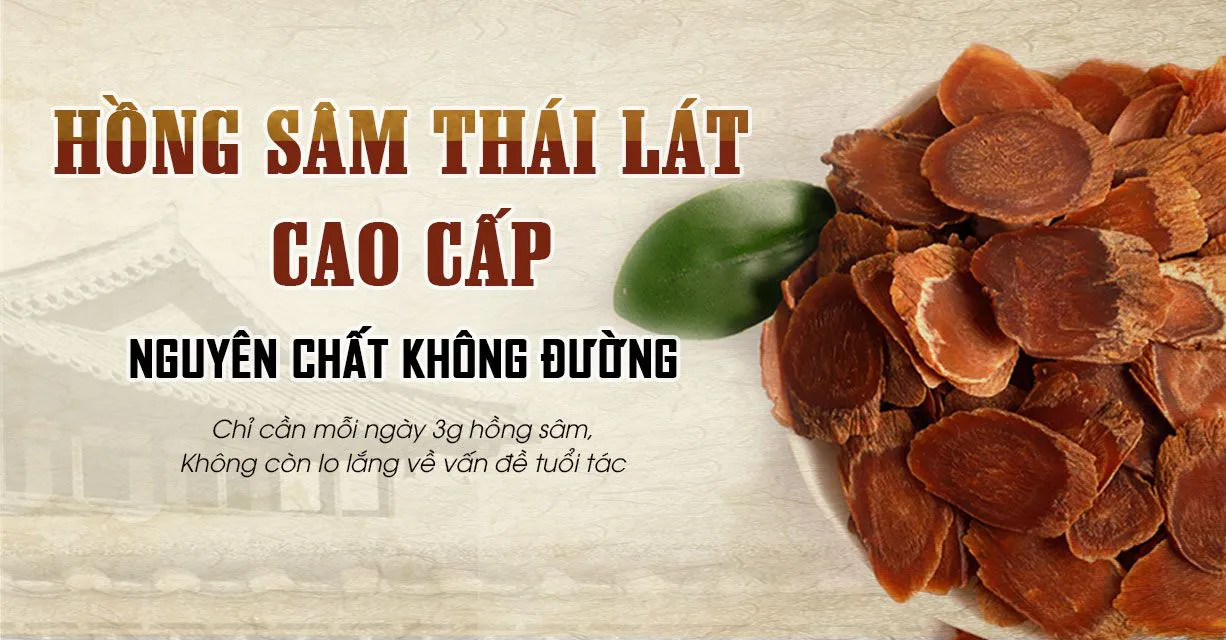 HỒNG SÂM THÁI LÁT
CAO CẤP
NGUYÊN CHẤT KHÔNG ĐƯỜNG
Chỉ cần mỗi ngày 3g hồng sâm,
Không còn lo lắng về vấn đề tuổi tác